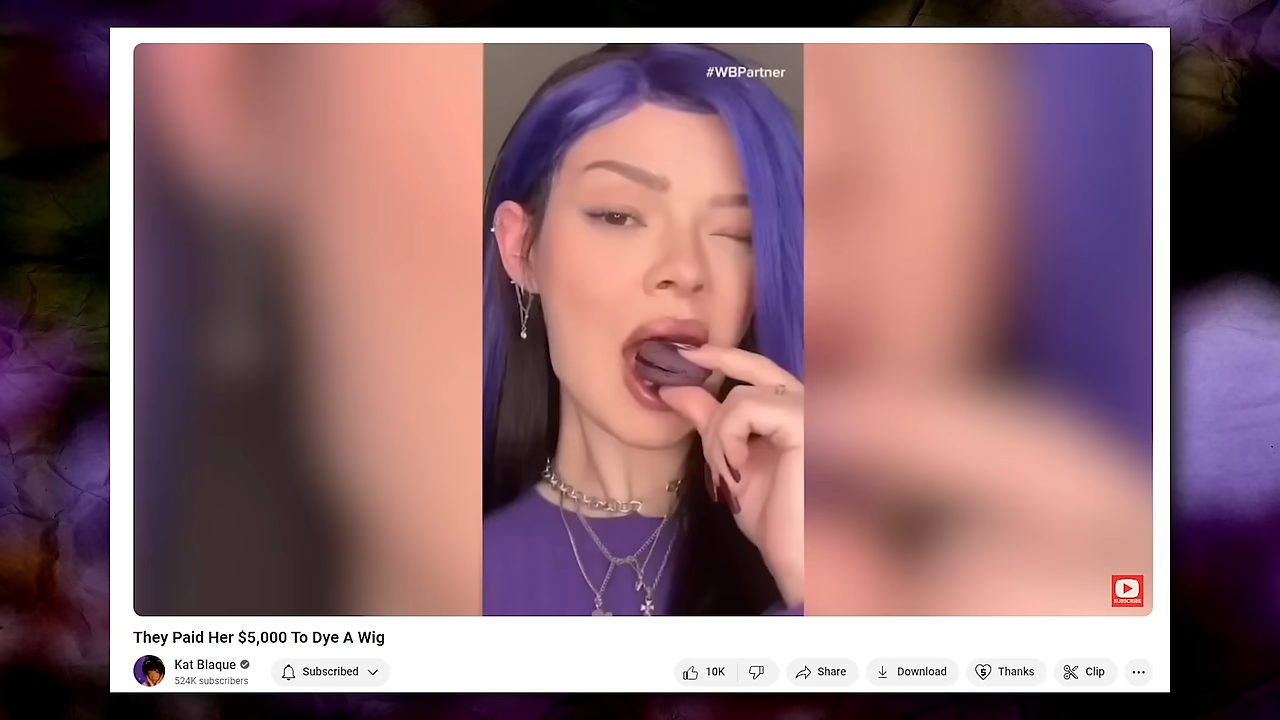 #WBPartner
SUBSCRIBE
They Paid Her $5,000 To Dye A Wig
Kat Blaque
524K subscribers
Subscribed
10K
Share
Download
Thanks
Clip